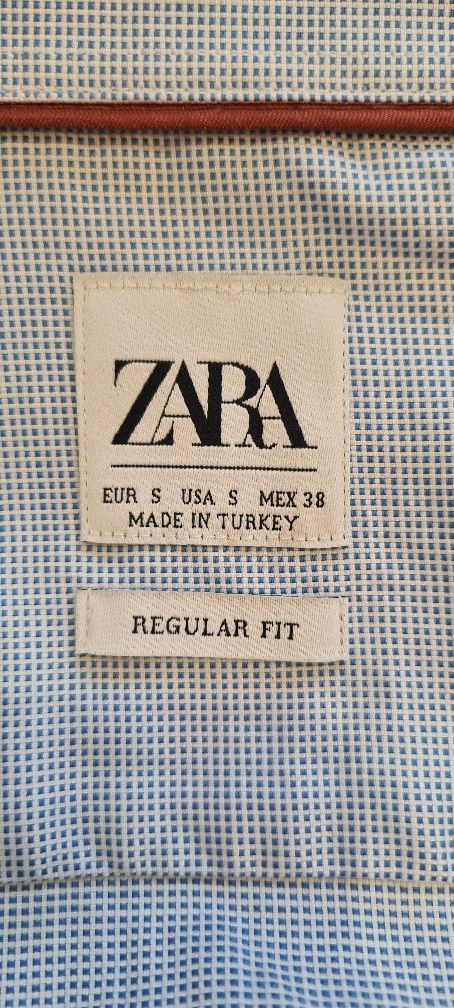 ZARA
EUR S USA S MEX 38
MADE IN TURKEY
REGULAR FIT